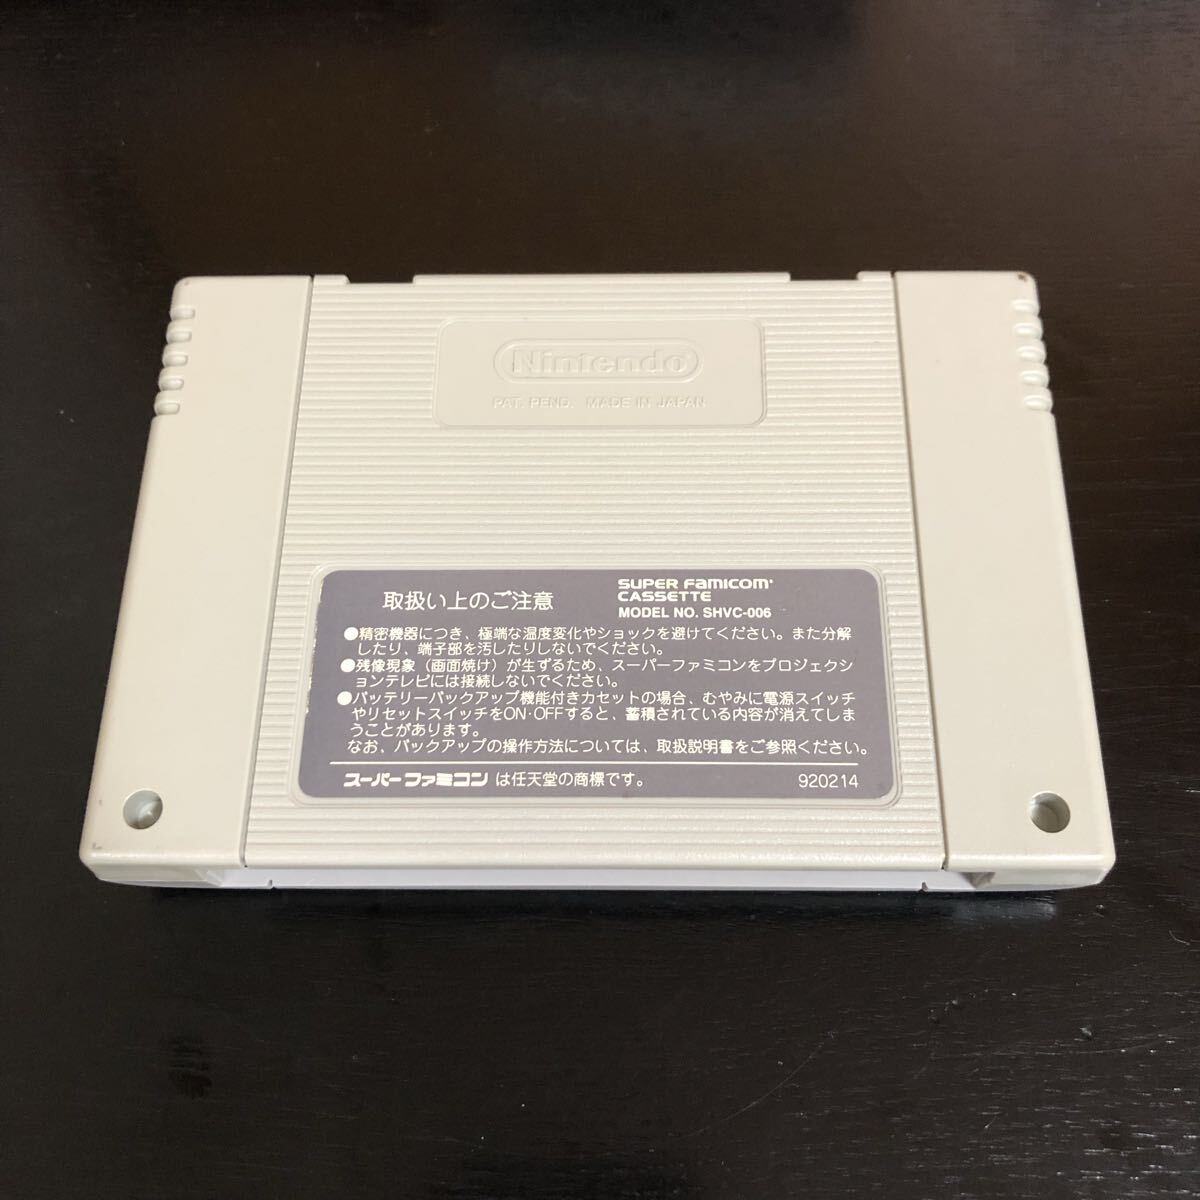 Nintendo
PAT. PEND. MADE IN JAPAN
取扱い上のご注意
SUPER FAMICOM
CASSETTE
MODEL NO. SHVC-006
●精密機器につき、極端な温度変化やショックを避けてください。また分解
したり、端子部を汚したりしないでください。
●残像現象（画面焼け）が生ずるため、スーパーファミコンをプロジェクシ
ョンテレビには接続しないでください。
●バッテリーバックアップ機能付きカセットの場合、むやみに電源スイッチ
やリセットスイッチをON·OFFすると、蓄積されている内容が消えてしま
うことがあります。
なお、バックアップの操作方法については、取扱説明書をご参照ください。
スーパーファミコンは任天堂の商標です。
920214